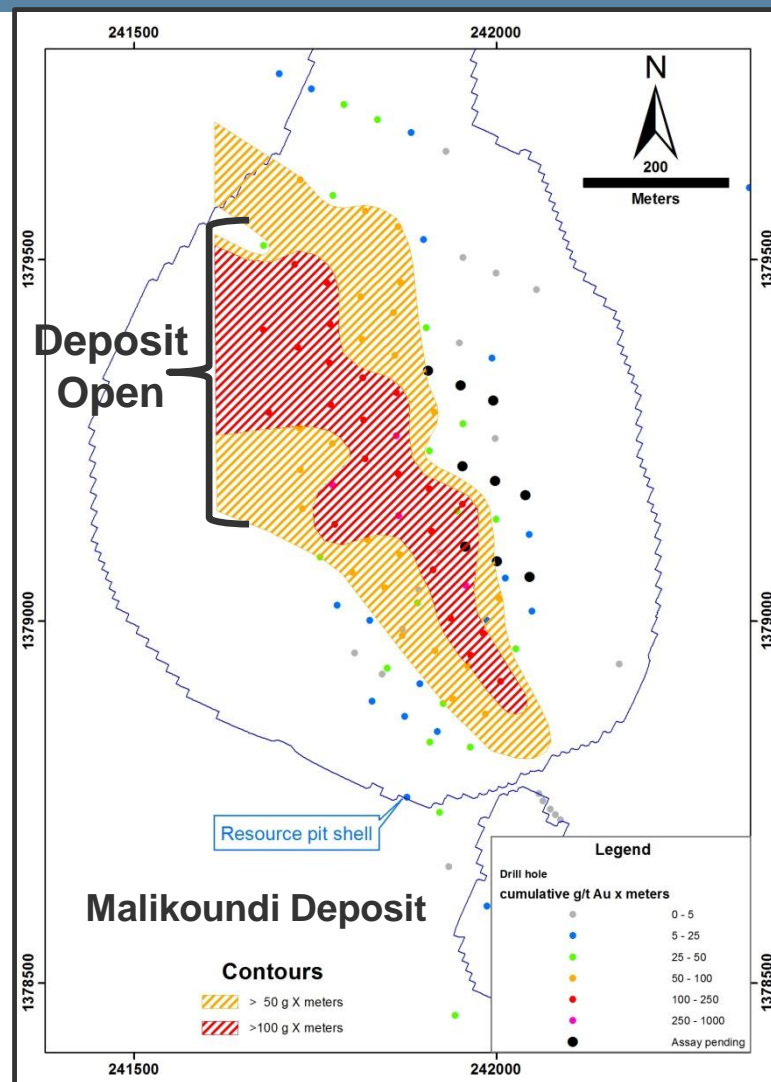 241500
242000
N
200
Meters
1379500
1379500
Deposit
Open
1379000
1379000
Resource pit shell
Malikoundi Deposit
Contours
> 50 g X meters
>100 g X meters
Legend
Drill hole
cumulative g/t Au x meters
0 - 5
5 - 25
25 - 50
50 - 100
100 - 250
250 - 1000
Assay pending
1378500
1378500
241500
242000